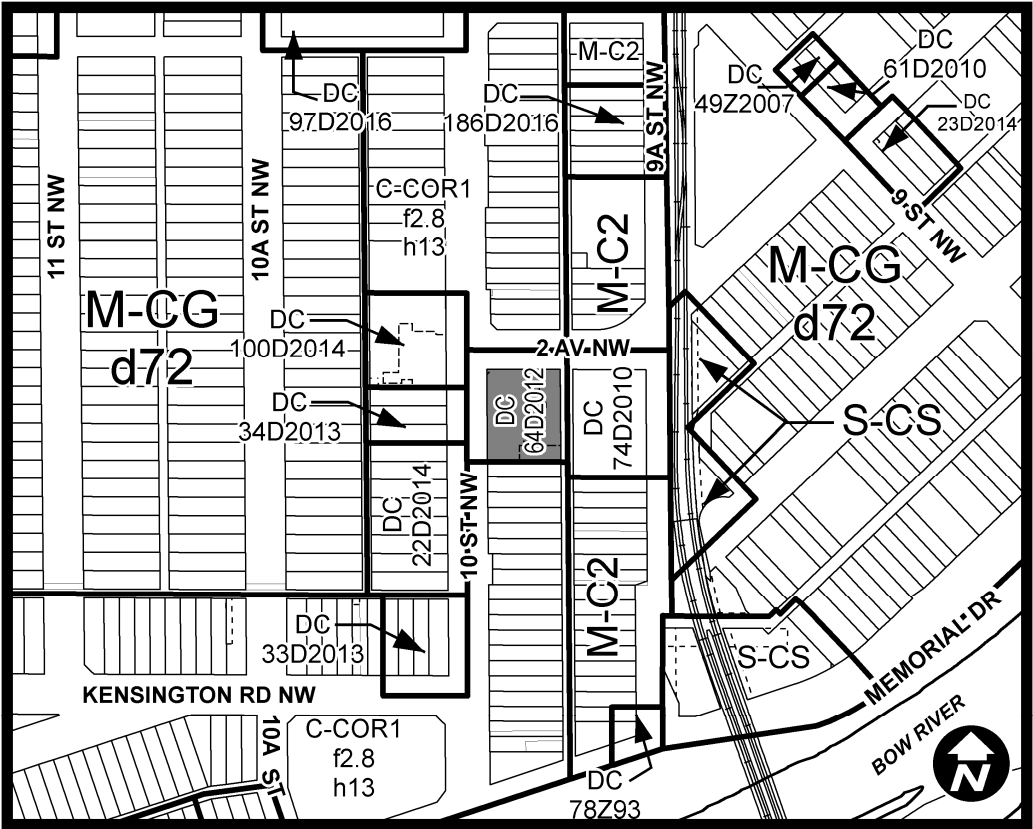 M-C2
DC
61D2010
DC
49Z2007
DC
23D2014
DC
97D2016
DC
186D2016
9A ST NW
11 ST NW
10A ST NW
C-COR1
f2.8
h13
M-C2
9 ST NW
M-CG
d72
M-CG
d72
DC
100D2014
2 AV NW
DC
34D2013
DC
64D2012
DC
74D2010
S-CS
DC
22D2014
10 ST NW
M-C2
DC
33D2013
S-CS
MEMORIAL DR
KENSINGTON RD NW
10A ST
C-COR1
f2.8
h13
BOW RIVER
DC
78Z93
N